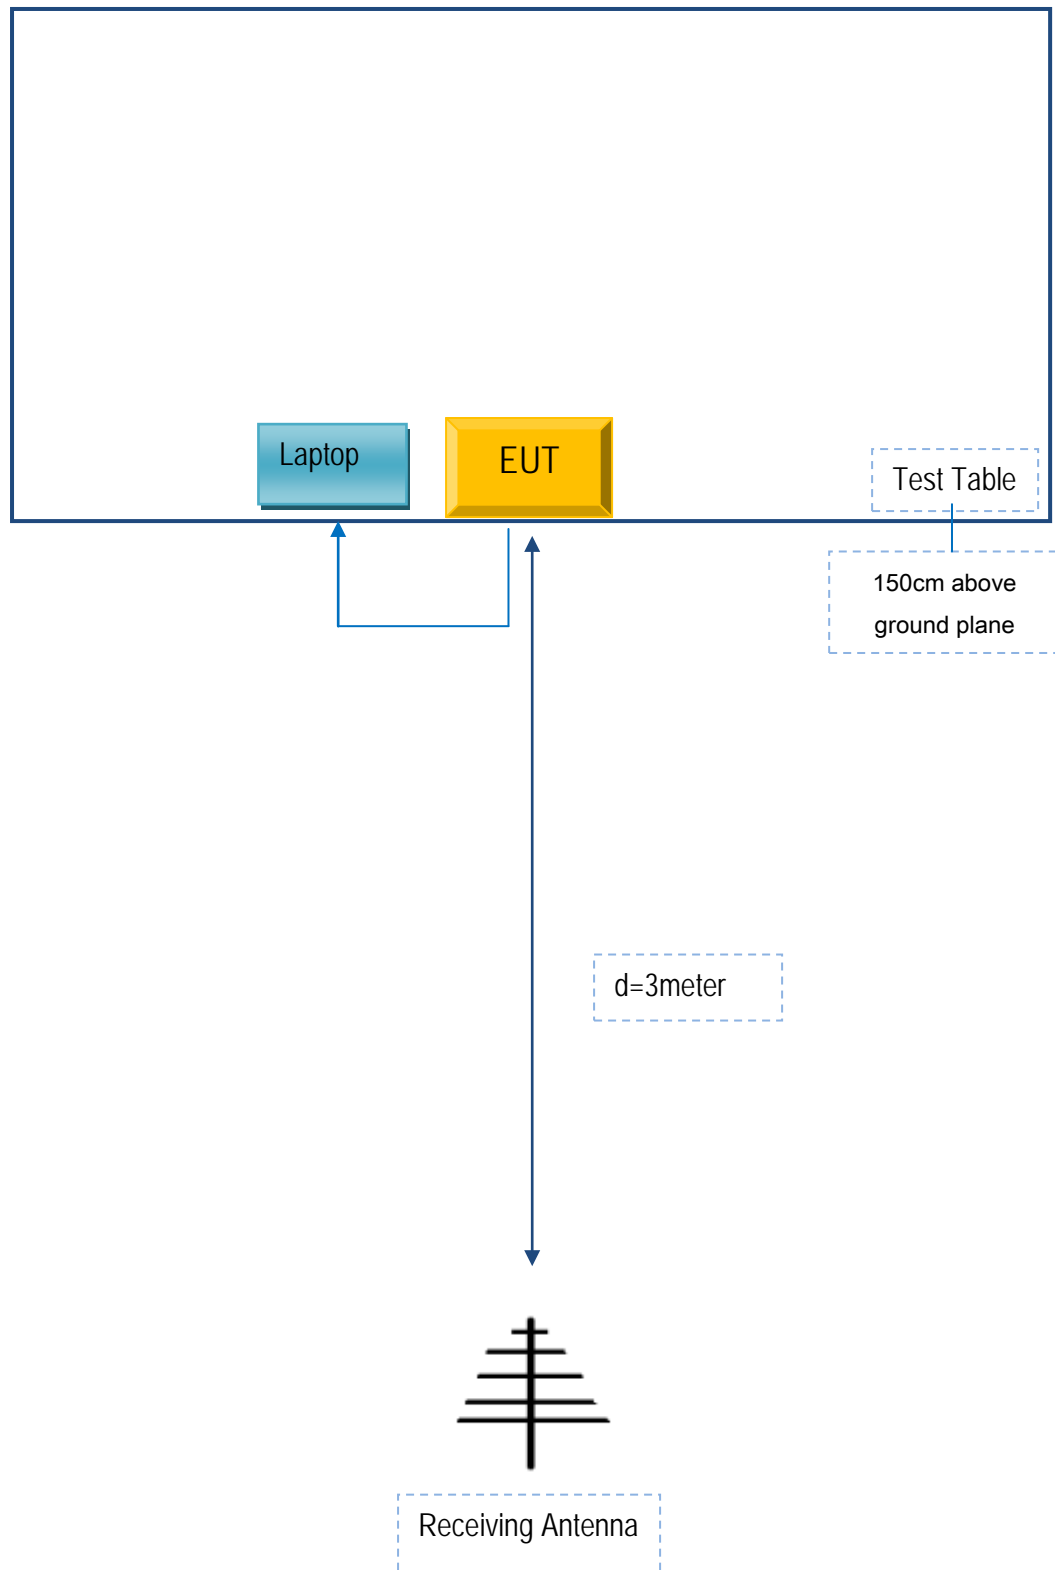 Laptop
EUT
Test Table
150cm above
ground plane
d=3meter
Receiving Antenna